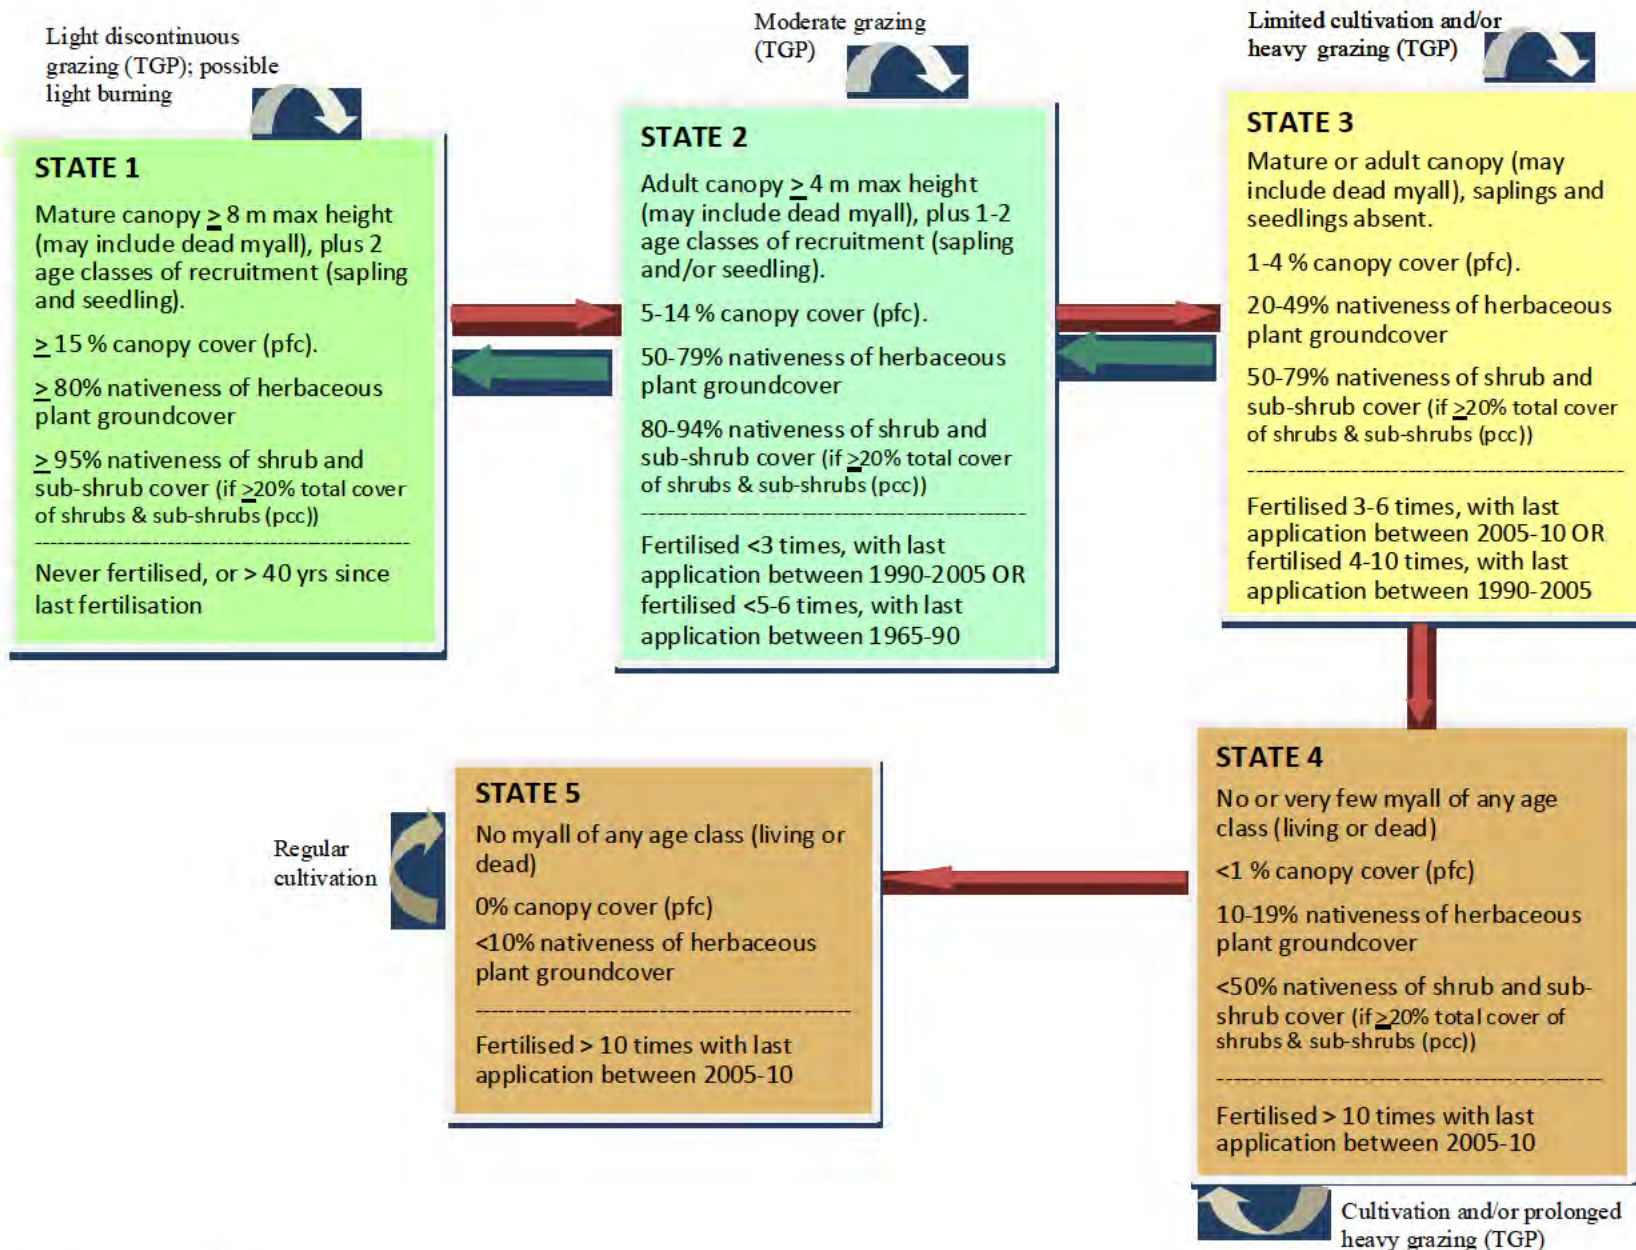 Light discontinuous
grazing (TGP); possible
light burning
STATE 1
Mature canopy ≥ 8 m max height
(may include dead myall), plus 2
age classes of recruitment (sapling
and seedling).
≥ 15 % canopy cover (pfc).
≥ 80% nativeness of herbaceous
plant groundcover
≥ 95% nativeness of shrub and
sub-shrub cover (if ≥20% total cover
of shrubs & sub-shrubs (pcc))
------------------------------------------------
Never fertilised, or > 40 yrs since
last fertilisation
Moderate grazing
(TGP)
STATE 2
Adult canopy ≥ 4 m max height
(may include dead myall), plus 1-2
age classes of recruitment (sapling
and/or seedling).
5-14 % canopy cover (pfc).
50-79% nativeness of herbaceous
plant groundcover
80-94% nativeness of shrub and
sub-shrub cover (if ≥20% total cover
of shrubs & sub-shrubs (pcc))
------------------------------------------------
Fertilised <3 times, with last
application between 1990-2005 OR
fertilised <5-6 times, with last
application between 1965-90
Limited cultivation and/or
heavy grazing (TGP)
STATE 3
Mature or adult canopy (may
include dead myall), saplings and
seedlings absent.
1-4 % canopy cover (pfc).
20-49% nativeness of herbaceous
plant groundcover
50-79% nativeness of shrub and
sub-shrub cover (if ≥20% total cover
of shrubs & sub-shrubs (pcc))
------------------------------------------------
Fertilised 3-6 times, with last
application between 2005-10 OR
fertilised 4-10 times, with last
application between 1990-2005
STATE 4
No or very few myall of any age
class (living or dead)
<1 % canopy cover (pfc)
10-19% nativeness of herbaceous
plant groundcover
<50% nativeness of shrub and sub-
shrub cover (if ≥20% total cover of
shrubs & sub-shrubs (pcc))
------------------------------------------------
Fertilised > 10 times with last
application between 2005-10
Cultivation and/or prolonged
heavy grazing (TGP)
STATE 5
No myall of any age class (living or
dead)
0% canopy cover (pfc)
<10% nativeness of herbaceous
plant groundcover
------------------------------------------------
Fertilised > 10 times with last
application between 2005-10
Regular
cultivation